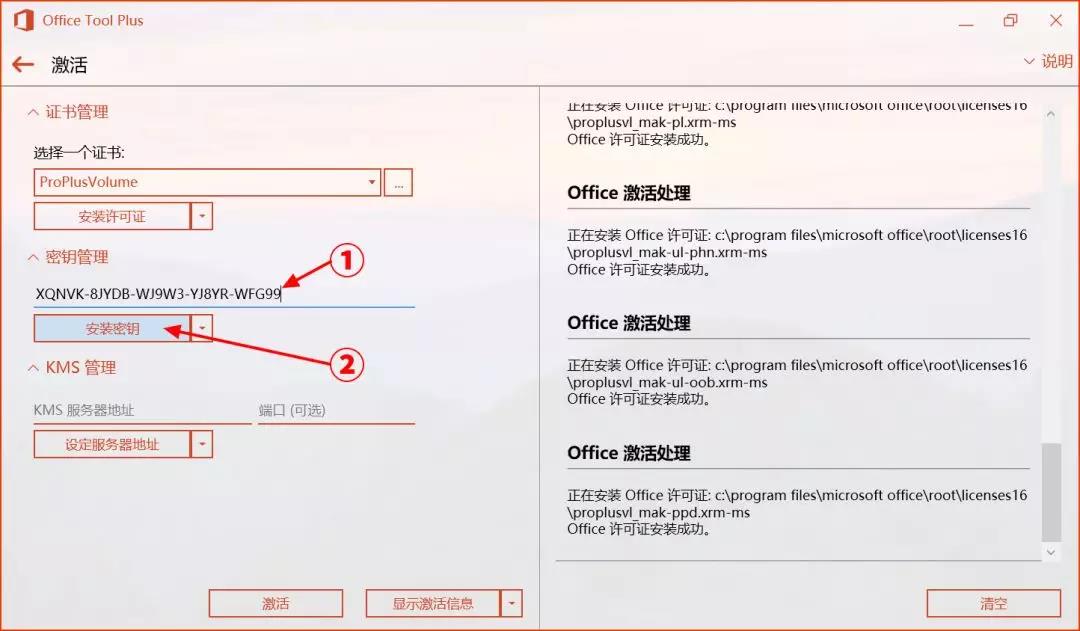 Office Tool Plus
激活
说明
证书管理
选择一个证书:
ProPlusVolume
...
安装许可证
密钥管理
①
XQNVK-8JYDB-WJ9W3-YJ8YR-WFG99
安装密钥
②
KMS 管理
KMS 服务器地址
端口 (可选)
设定服务器地址
激活
显示激活信息
正在安装 Office 许可证: c:\program files\microsoft office\root\licenses16
\proplusvl_mak-pl.xrm-ms
Office 许可证安装成功。
Office 激活处理
正在安装 Office 许可证: c:\program files\microsoft office\root\licenses16
\proplusvl_mak-ul-phn.xrm-ms
Office 许可证安装成功。
Office 激活处理
正在安装 Office 许可证: c:\program files\microsoft office\root\licenses16
\proplusvl_mak-ul-oob.xrm-ms
Office 许可证安装成功。
Office 激活处理
正在安装 Office 许可证: c:\program files\microsoft office\root\licenses16
\proplusvl_mak-ppd.xrm-ms
Office 许可证安装成功。
清空